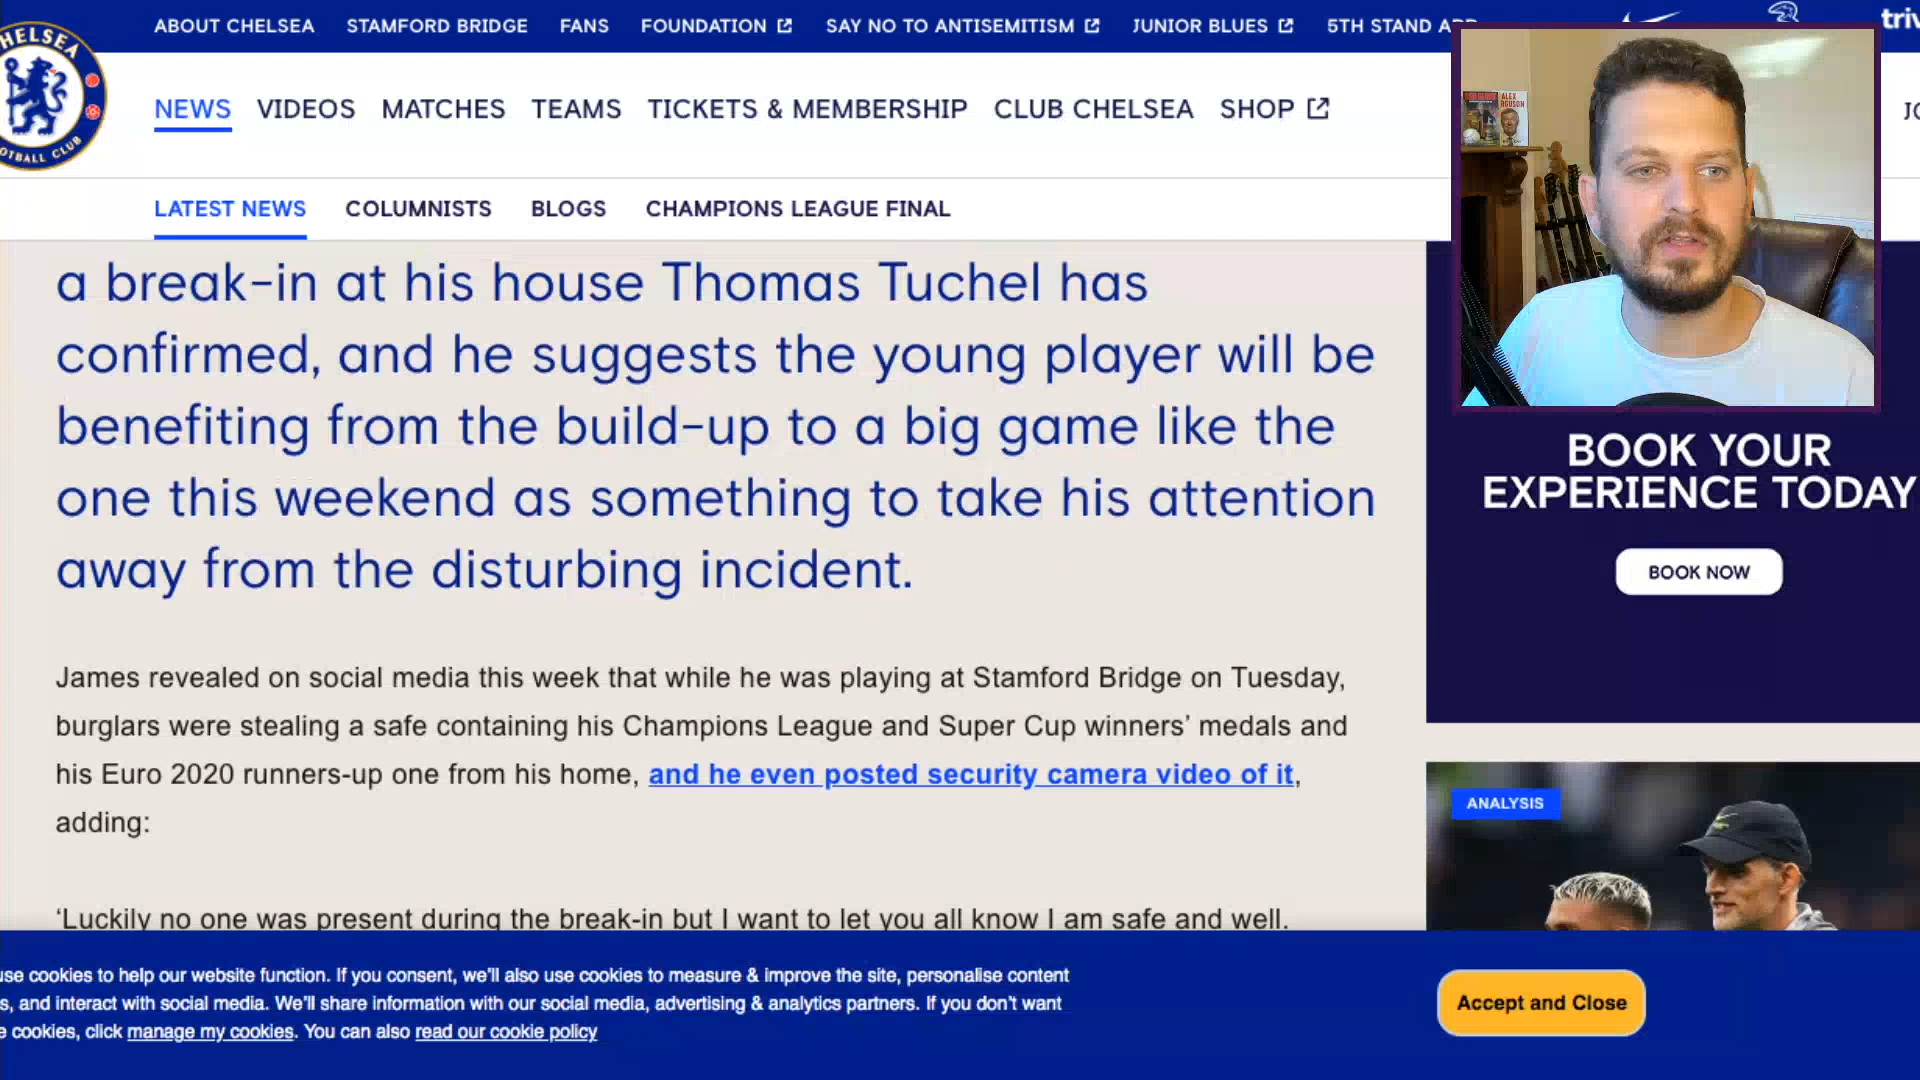 ABOUT CHELSEA STAMFORD BRIDGE FANS FOUNDATION SAY NO TO ANTISEMITISM JUNIOR BLUES 5TH STAND
HELSEA
OTBALL CLUB
NEWS VIDEOS MATCHES TEAMS TICKETS & MEMBERSHIP CLUB CHELSEA SHOP
ALEX
LATEST NEWS COLUMNISTS BLOGS CHAMPIONS LEAGUE FINAL
a break-in at his house Thomas Tuchel has
confirmed, and he suggests the young player will be
benefiting from the build-up to a big game like the
one this weekend as something to take his attention
away from the disturbing incident.
James revealed on social media this week that while he was playing at Stamford Bridge on Tuesday,
burglars were stealing a safe containing his Champions League and Super Cup winners’ medals and
his Euro 2020 runners-up one from his home, and he even posted security camera video of it,
adding:
‘Luckily no one was present during the break-in but I want to let you all know I am safe and well.
BOOK YOUR
EXPERIENCE TODAY
BOOK NOW
ANALYSIS
use cookies to help our website function. If you consent, we'll also use cookies to measure & improve the site, personalise content
s, and interact with social media. We'll share information with our social media, advertising & analytics partners. If you don't want
e cookies, click manage my cookies. You can also read our cookie policy
Accept and Close